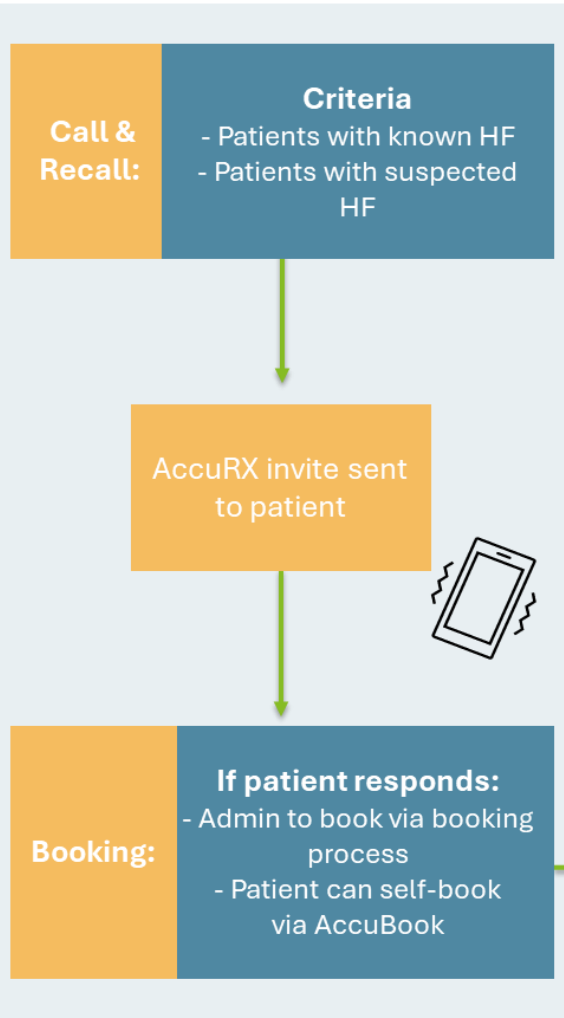 Call &
Recall:
Criteria
- Patients with known HF
- Patients with suspected
HF
AccuRX invite sent
to patient
Booking:
If patient responds:
- Admin to book via booking
process
- Patient can self-book
via AccuBook